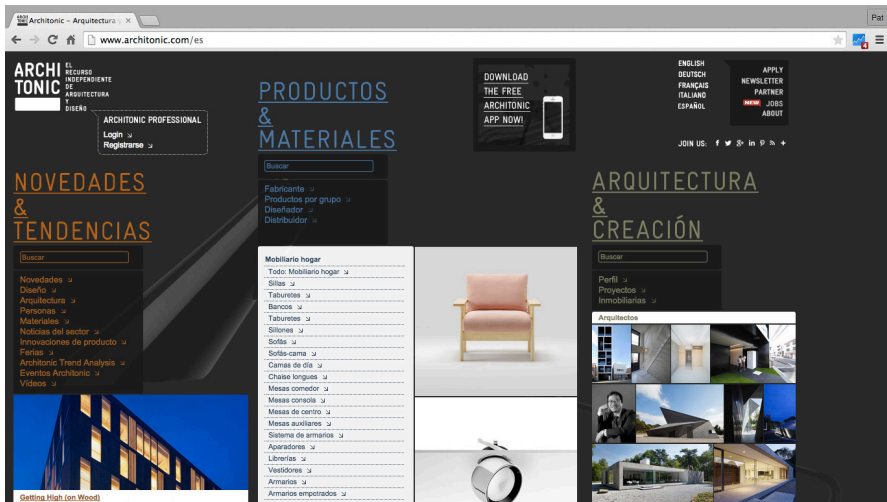 Architonic – Arquitectura y
Pat
www.architonic.com/es
4
ARCHI
TONIC
EL
RECURSO
INDEPENDIENTE
DE
ARQUITECTURA
Y
DISEÑO
ARCHITONIC PROFESSIONAL
Login
Registrarse
NOVEDADES
&
TENDENCIAS
Buscar
Novedades
Diseño
Arquitectura
Personas
Materiales
Noticias del sector
Innovaciones de producto
Ferias
Architonic Trend Analysis
Eventos Architonic
Vídeos
Getting High (on Wood)
PRODUCTOS
&
MATERIALES
Buscar
Fabricante
Productos por grupo
Diseñador
Distribuidor
Mobiliario hogar
Todo: Mobiliario hogar
Sillas
Taburetes
Bancos
Taburetes
Sillones
Sofás
Sofás-cama
Camas de día
Chaise longues
Mesas comedor
Mesas consola
Mesas de centro
Mesas auxiliares
Sistema de armarios
Aparadores
Librerías
Vestidores
Armarios
Armarios empotrados
DOWNLOAD
THE FREE
ARCHITONIC
APP NOW!
ENGLISH
DEUTSCH
FRANÇAIS
ITALIANO
ESPAÑOL
APPLY
NEWSLETTER
PARTNER
NEW JOBS
ABOUT
JOIN US:
ARQUITECTURA
&
CREACIÓN
Buscar
Perfil
Proyectos
Inmobiliarias
Arquitectos